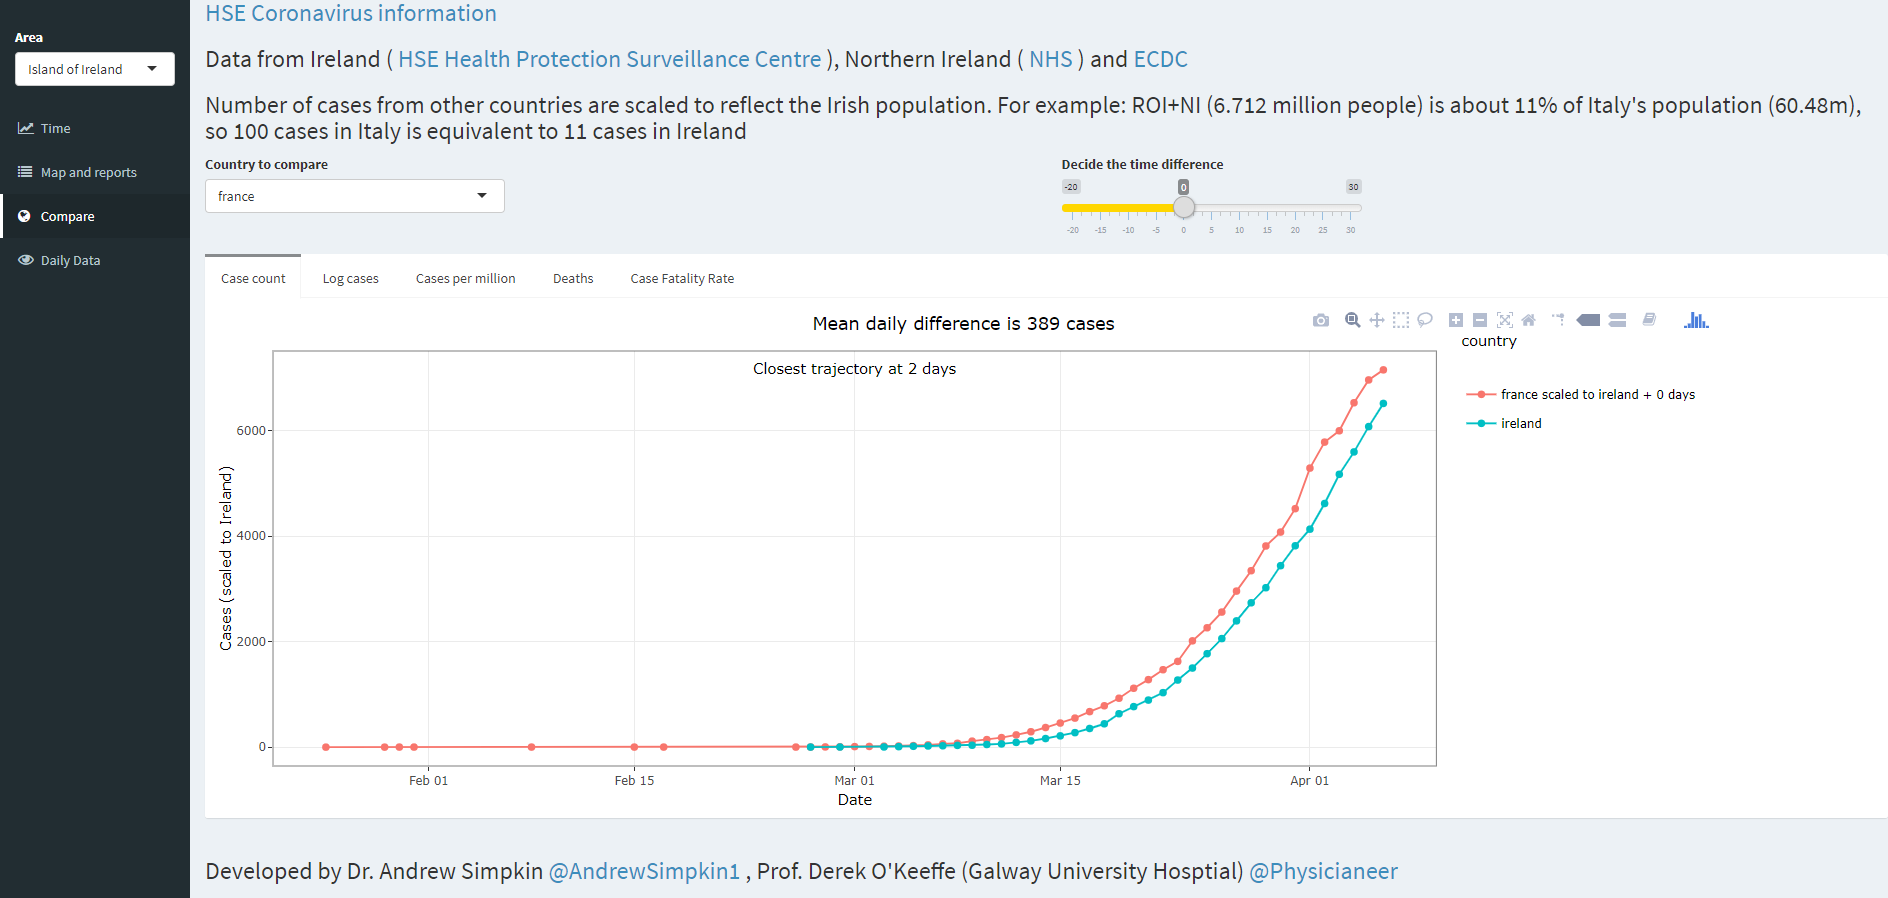 HSE Coronavirus information
Area
Island of Ireland
Time
Map and reports
Compare
Daily Data
Data from Ireland ( HSE Health Protection Surveillance Centre ), Northern Ireland ( NHS ) and ECDC
Number of cases from other countries are scaled to reflect the Irish population. For example: ROI+NI (6.712 million people) is about 11% of Italy's population (60.48m),
so 100 cases in Italy is equivalent to 11 cases in Ireland
Country to compare
france
Decide the time difference
-20 0 30
-20 -15 -10 -5 0 5 10 15 20 25 30
Case count Log cases Cases per million Deaths Case Fatality Rate
Mean daily difference is 389 cases
Closest trajectory at 2 days
country
france scaled to ireland + 0 days
ireland
Cases (scaled to Ireland)
6000
4000
2000
0
Feb 01 Feb 15 Mar 01 Mar 15 Apr 01
Date
Developed by Dr. Andrew Simpkin @AndrewSimpkin1 , Prof. Derek O'Keeffe (Galway University Hosptial) @Physicianeer